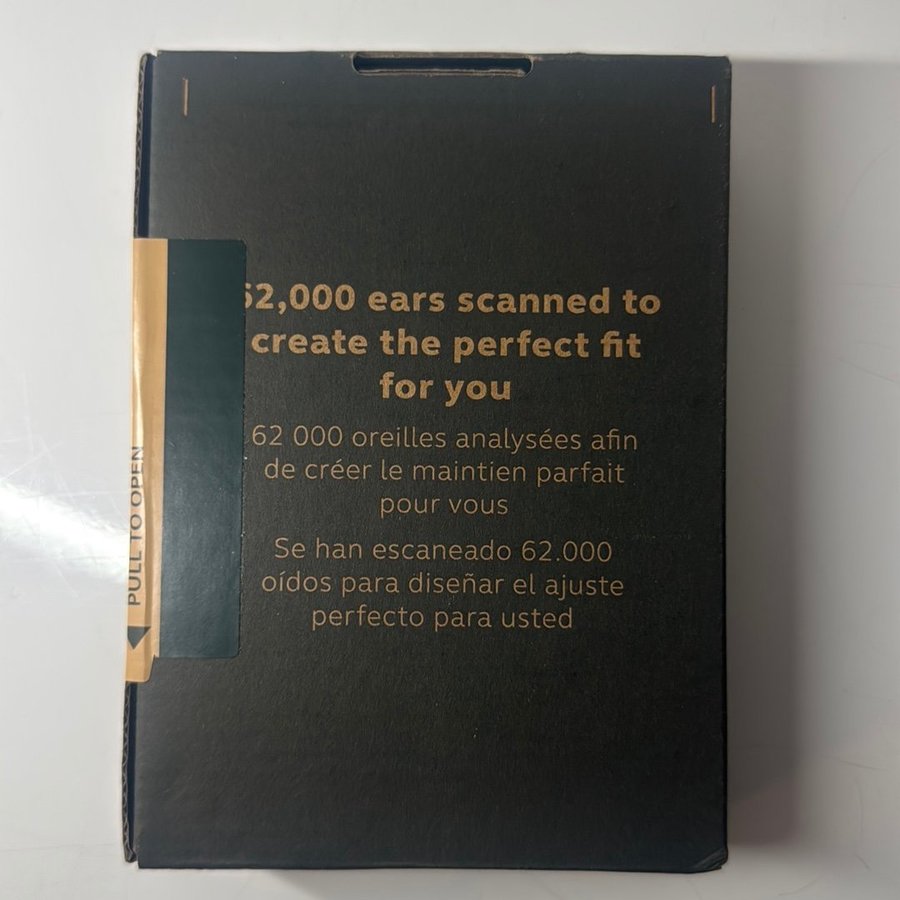 62,000 ears scanned to
create the perfect fit
for you
62 000 oreilles analysées afin
de créer le maintien parfait
pour vous
Se han escaneado 62.000
oídos para diseñar el ajuste
perfecto para usted
PULL TO OPEN